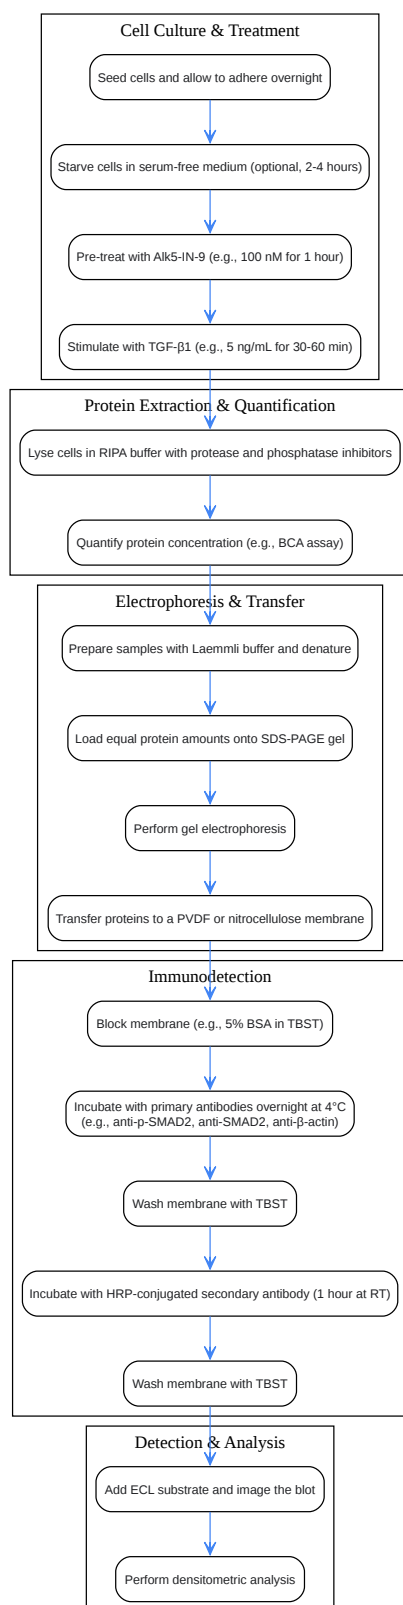 Cell Culture & Treatment
Seed cells and allow to adhere overnight
Starve cells in serum-free medium (optional, 2-4 hours)
Pre-treat with Alk5-IN-9 (e.g., 100 nM for 1 hour)
Stimulate with TGF-β1 (e.g., 5 ng/mL for 30-60 min)
Protein Extraction & Quantification
Lyse cells in RIPA buffer with protease and phosphatase inhibitors
Quantify protein concentration (e.g., BCA assay)
Electrophoresis & Transfer
Prepare samples with Laemmli buffer and denature
Load equal protein amounts onto SDS-PAGE gel
Perform gel electrophoresis
Transfer proteins to a PVDF or nitrocellulose membrane
Immunodetection
Block membrane (e.g., 5% BSA in TBST)
Incubate with primary antibodies overnight at 4°C
(e.g., anti-p-SMAD2, anti-SMAD2, anti-β-actin)
Wash membrane with TBST
Incubate with HRP-conjugated secondary antibody (1 hour at RT)
Wash membrane with TBST
Detection & Analysis
Add ECL substrate and image the blot
Perform densitometric analysis